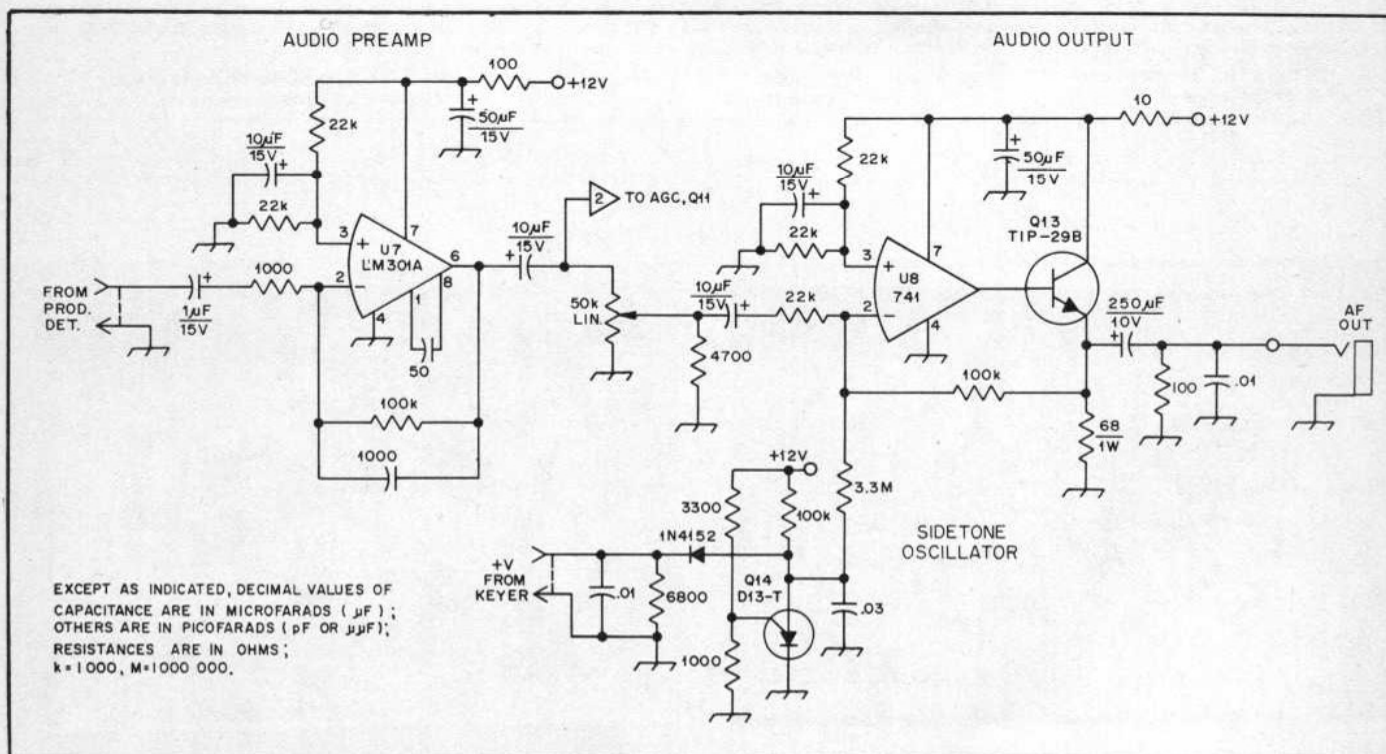 AUDIO PREAMP
AUDIO OUTPUT
100
+12V
50µF
15V
22k
10µF
15V
22k
3
+
7
U7
LM301A
6
8
2
−
1
4
50
FROM
PROD.
DET.
1µF
15V
1000
100k
1000
10µF
15V
2
TO AGC, Q11
50k
LIN.
4700
10
+12V
50µF
15V
22k
10µF
15V
22k
Q13
TIP-29B
3
+
7
U8
741
2
−
4
10µF
15V
22k
250µF
10V
AF
OUT
100
.01
100k
68
1W
3.3M
+12V
3300
100k
SIDETONE
OSCILLATOR
1N4152
+V
FROM
KEYER
.01
6800
Q14
D13-T
.03
1000
EXCEPT AS INDICATED, DECIMAL VALUES OF
CAPACITANCE ARE IN MICROFARADS (µF);
OTHERS ARE IN PICOFARADS (pF OR µµF);
RESISTANCES ARE IN OHMS;
k=1000, M=1000 000.